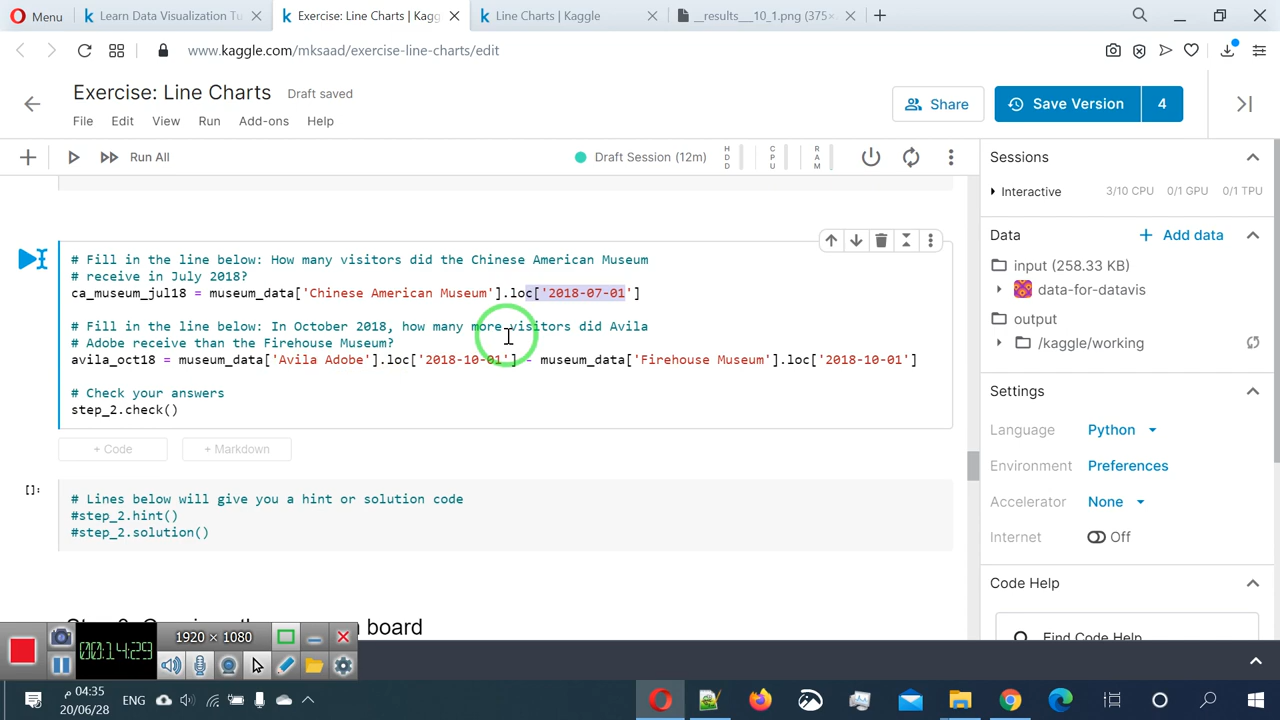 Menu
Learn Data Visualization Tu
Exercise: Line Charts | Kagg
Line Charts | Kaggle
__results___10_1.png (375×
www.kaggle.com/mksaad/exercise-line-charts/edit
Exercise: Line Charts
Draft saved
File Edit View Run Add-ons Help
Share
Save Version
4
Run All
Draft Session (12m)
HDD
CPU
RAM
# Fill in the line below: How many visitors did the Chinese American Museum
# receive in July 2018?
ca_museum_jul18 = museum_data['Chinese American Museum'].loc['2018-07-01']
# Fill in the line below: In October 2018, how many more visitors did Avila
# Adobe receive than the Firehouse Museum?
avila_oct18 = museum_data['Avila Adobe'].loc['2018-10-01'] - museum_data['Firehouse Museum'].loc['2018-10-01']
# Check your answers
step_2.check()
+ Code
+ Markdown
[]:
# Lines below will give you a hint or solution code
#step_2.hint()
#step_2.solution()
board
Sessions
Interactive
3/10 CPU 0/1 GPU 0/1 TPU
Data
+ Add data
input (258.33 KB)
data-for-datavis
output
/kaggle/working
Settings
Language
Python
Environment
Preferences
Accelerator
None
Internet
Off
Code Help
Find Code Help
00:14:29
1920 × 1080
04:35 م
20/06/28
ENG